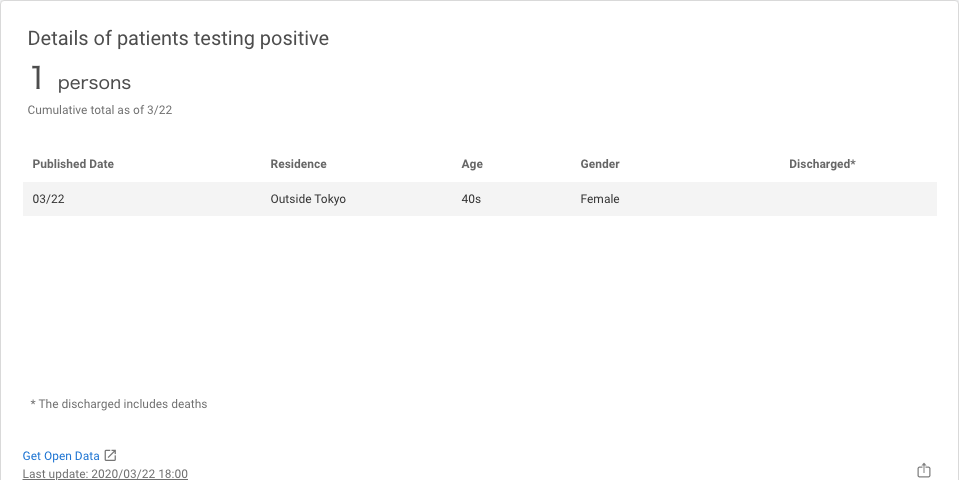 Details of patients testing positive
1 persons
Cumulative total as of 3/22
Published Date Residence Age Gender Discharged*
03/22 Outside Tokyo 40s Female
* The discharged includes deaths
Get Open Data
Last update: 2020/03/22 18:00